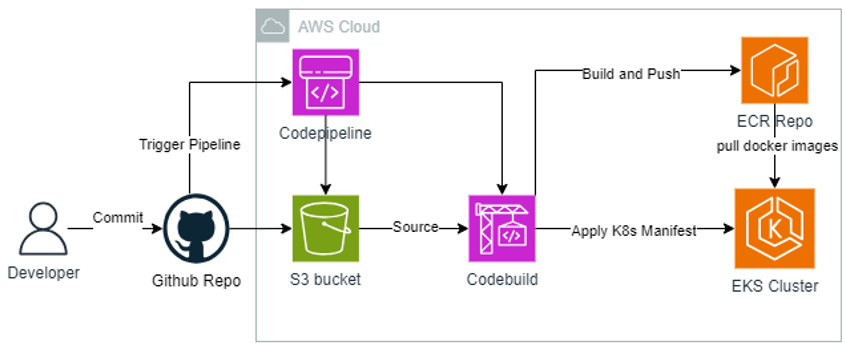 AWS Cloud
Build and Push
Codepipeline
ECR Repo
Trigger Pipeline
pull docker images
Commit
Source
Apply K8s Manifest
K
Developer
Github Repo
S3 bucket
Codebuild
EKS Cluster